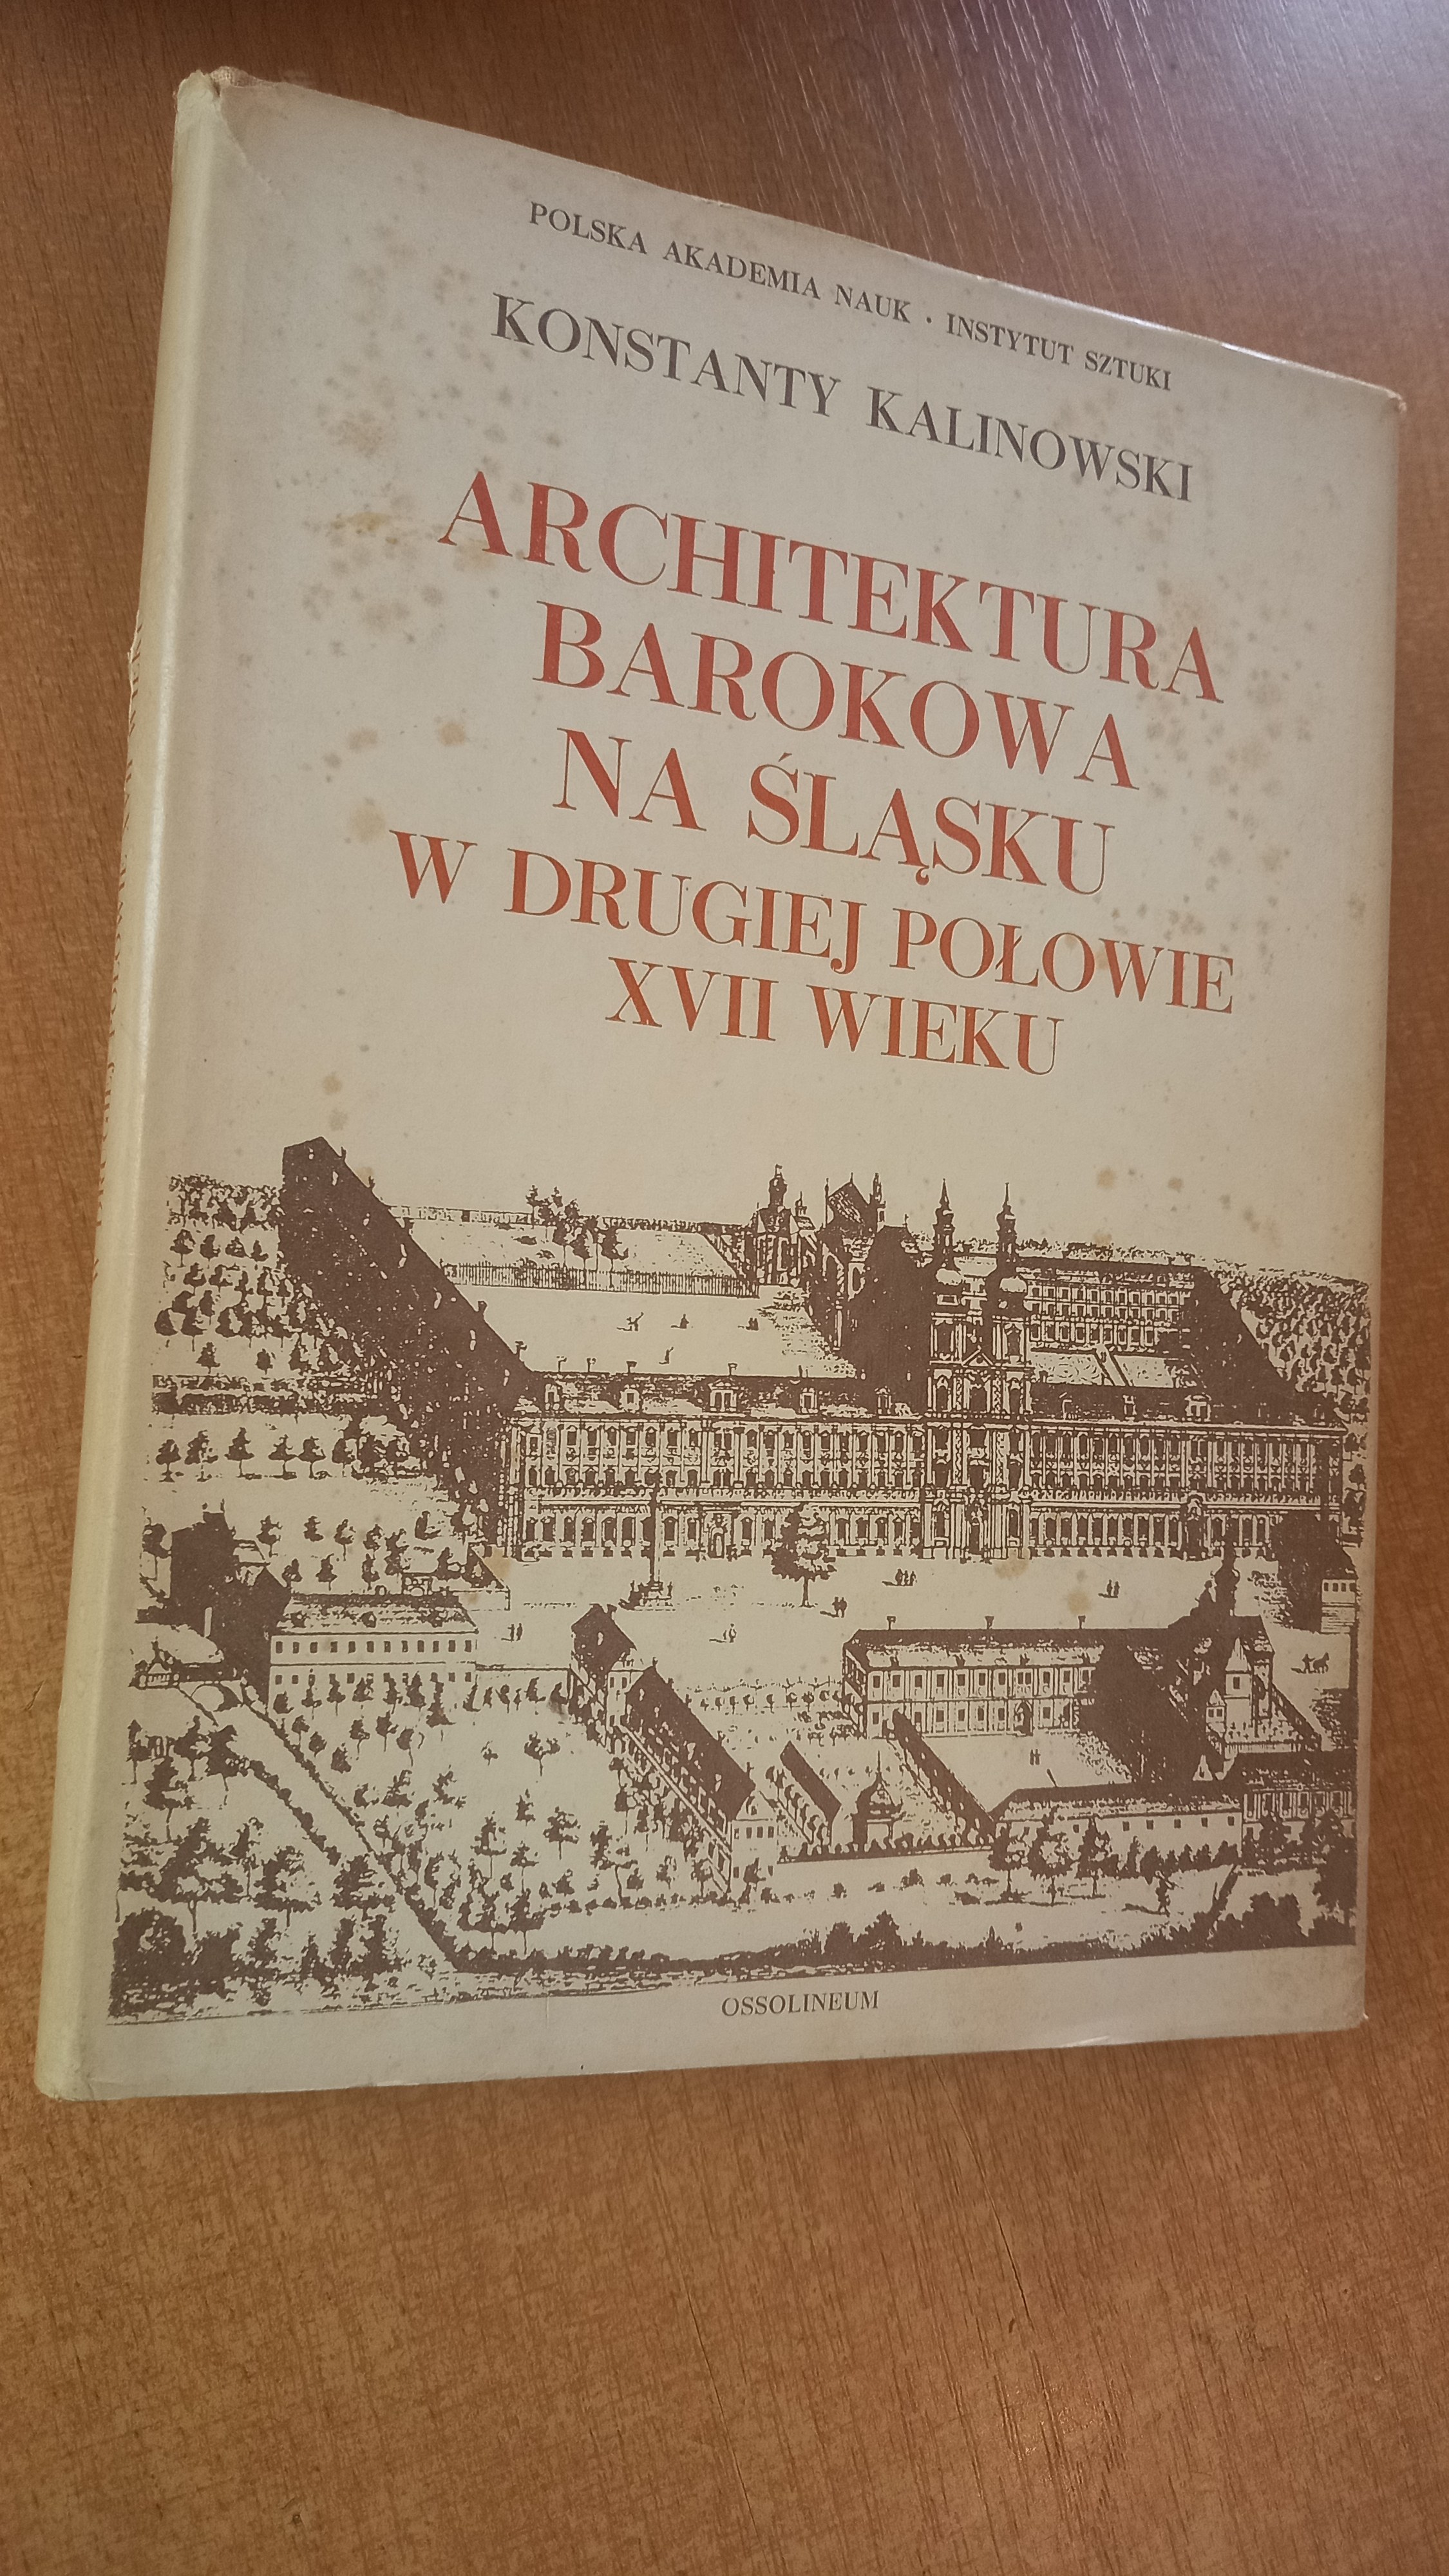 POLSKA AKADEMIA NAUK · INSTYTUT SZTUKI
KONSTANTY KALINOWSKI
ARCHITEKTURA
BAROKOWA
NA ŚLĄSKU
W DRUGIEJ POŁOWIE
XVII WIEKU
OSSOLINEUM